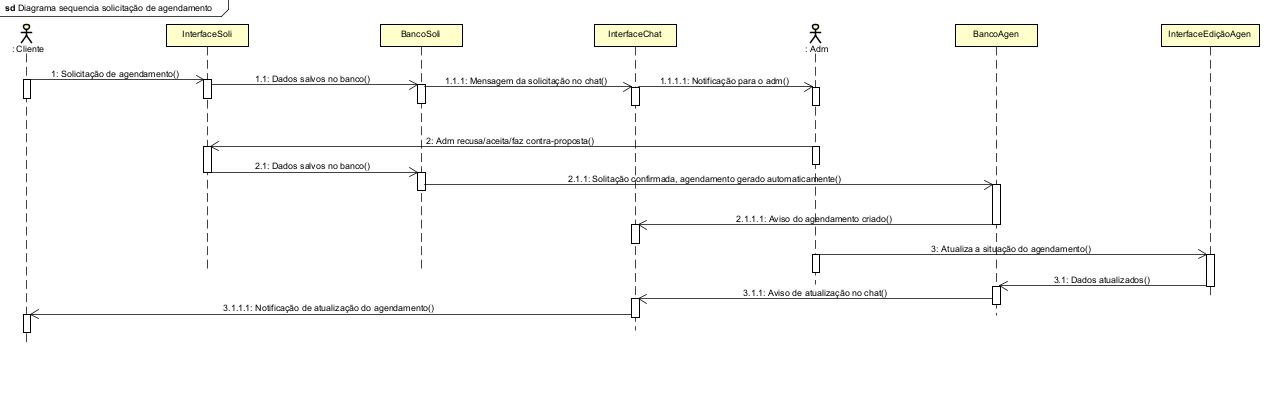 sd Diagrama sequencia solicitação de agendamento
: Cliente
InterfaceSoli
BancoSoli
InterfaceChat
: Adm
BancoAgen
InterfaceEdiçãoAgen
1: Solicitação de agendamento()
1.1: Dados salvos no banco()
1.1.1: Mensagem da solicitação no chat()
1.1.1.1: Notificação para o adm()
2: Adm recusa/aceita/faz contra-proposta()
2.1: Dados salvos no banco()
2.1.1: Solitação confirmada, agendamento gerado automaticamente()
2.1.1.1: Aviso do agendamento criado()
3: Atualiza a situação do agendamento()
3.1: Dados atualizados()
3.1.1: Aviso de atualização no chat()
3.1.1.1: Notificação de atualização do agendamento()